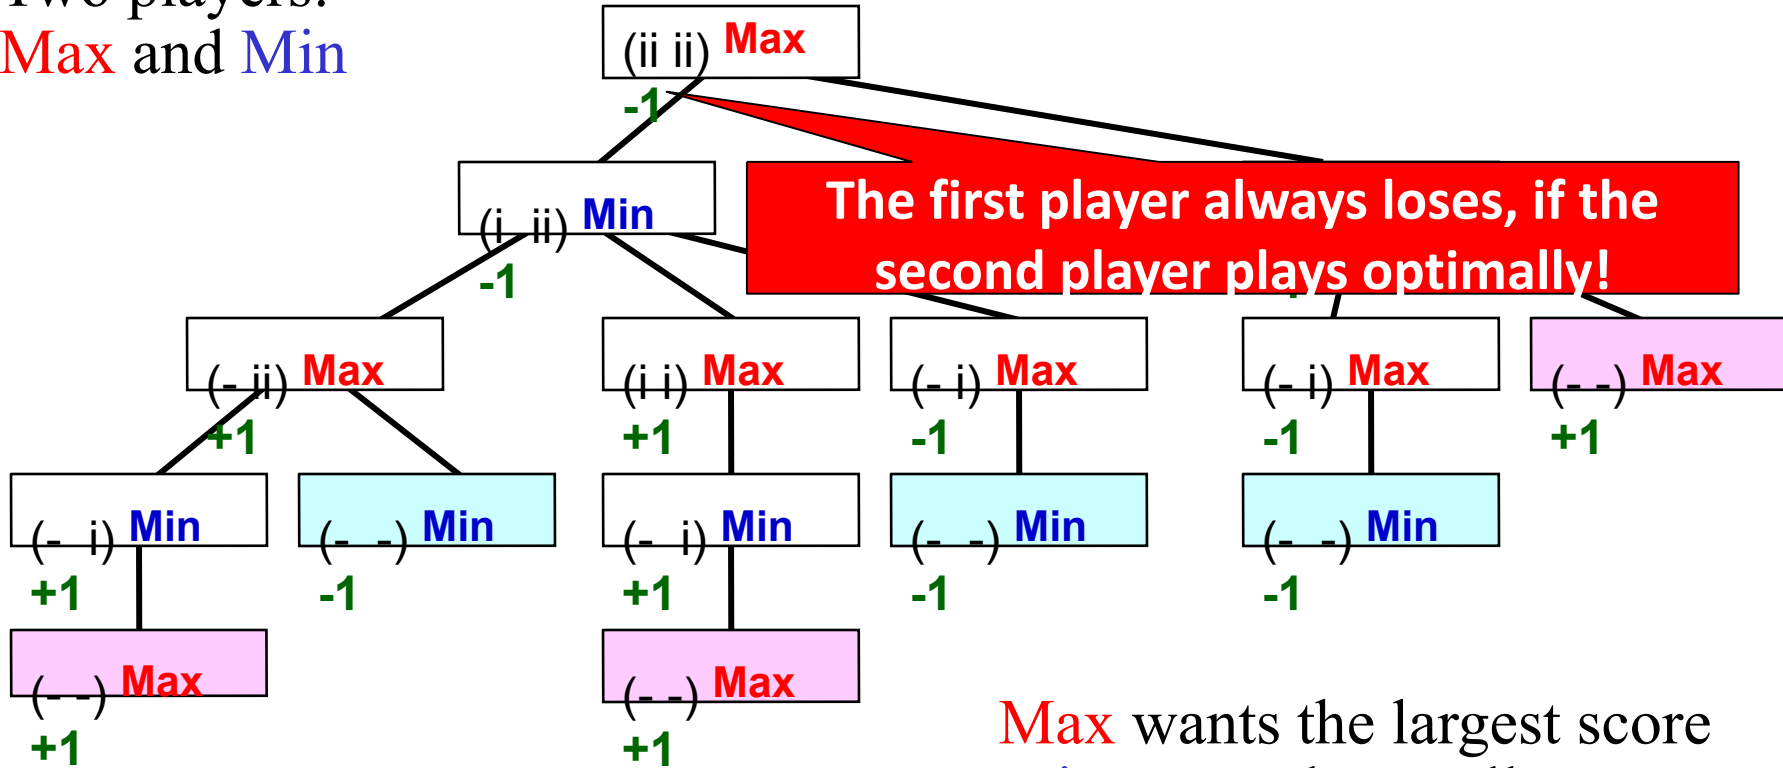 Two players:
Max and Min
(ii ii) Max
-1
(i ii) Min
-1
The first player always loses, if the
second player plays optimally!
(- ii) Max
+1
(i i) Max
+1
(- i) Max
-1
(- i) Max
-1
(- -) Max
+1
(- i) Min
+1
(- -) Min
-1
(- i) Min
+1
(- -) Min
-1
(- -) Min
-1
(- -) Max
+1
(- -) Max
+1
Max wants the largest score